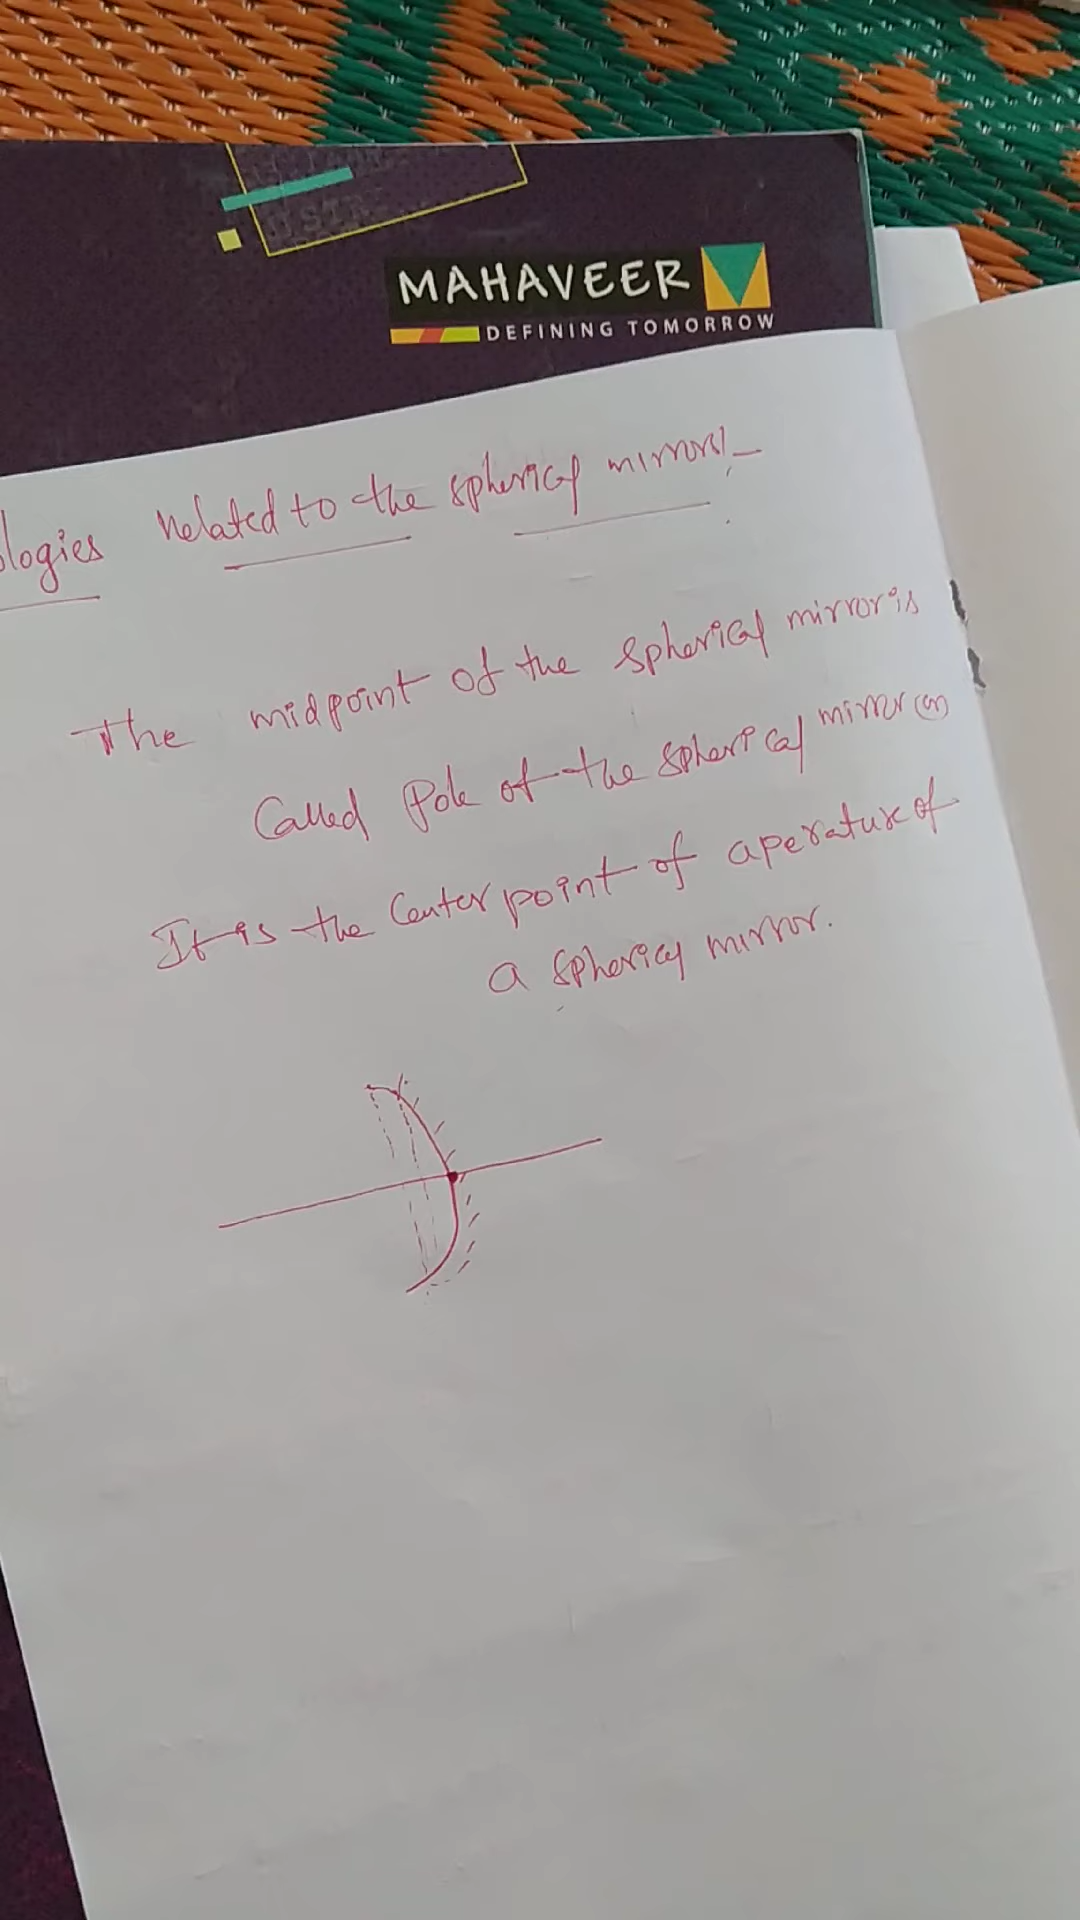 MAHAVEER
DEFINING TOMORROW
ologies related to the spherical mirrors:-
The midpoint of the spherical mirror is
Called Pole of the spherical mirror (or)
It is the Center point of aperature of
a spherical mirror.